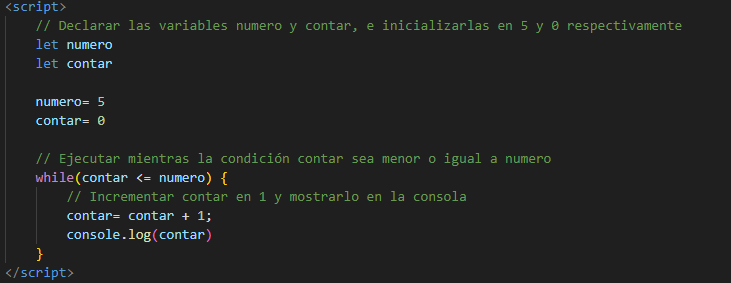 <script>
// Declarar las variables numero y contar, e inicializarlas en 5 y 0 respectivamente
let numero
let contar
numero= 5
contar= 0
// Ejecutar mientras la condición contar sea menor o igual a numero
while(contar <= numero) {
// Incrementar contar en 1 y mostrarlo en la consola
contar= contar + 1;
console.log(contar)
}
</script>